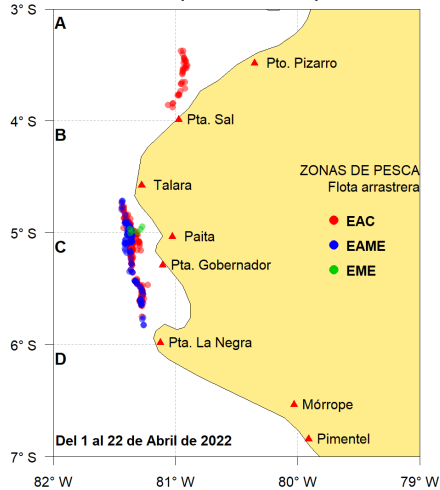 3° S
A
Pto. Pizarro
4° S
Pta. Sal
B
ZONAS DE PESCA
Talara
Flota arrastrera
EAC
5° S
Paita
C
EAME
Pta. Gobernador
EME
6° S
Pta. La Negra
D
Mórrope
Del 1 al 22 de Abril de 2022
Pimentel
7° S
82° W
81° W
80° W
79° W